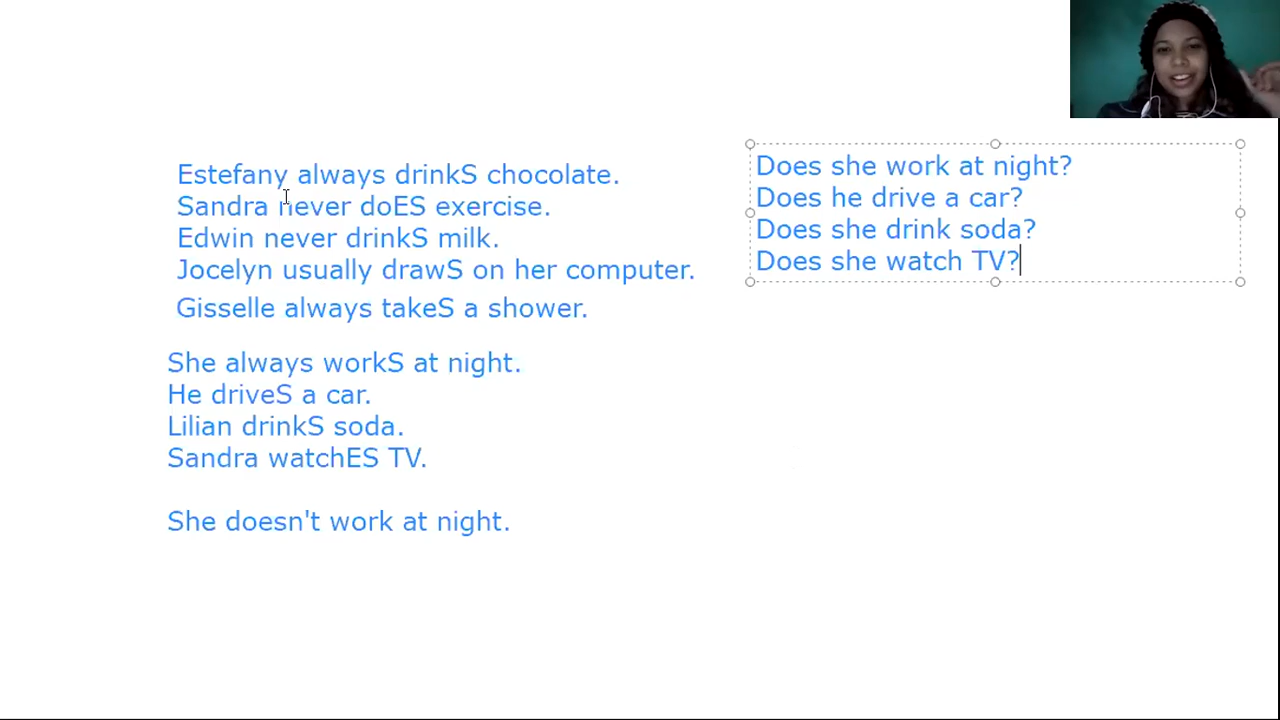 Estefany always drinkS chocolate.
Sandra never doES exercise.
Edwin never drinkS milk.
Jocelyn usually drawS on her computer.
Gisselle always takeS a shower.
She always workS at night.
He driveS a car.
Lilian drinkS soda.
Sandra watchES TV.
She doesn't work at night.
Does she work at night?
Does he drive a car?
Does she drink soda?
Does she watch TV?